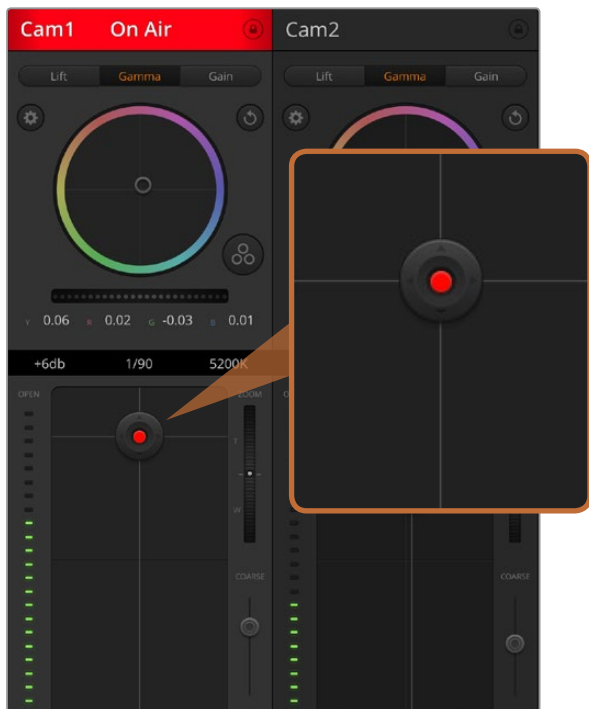 Cam1 On Air
Cam2
Lift Gamma Gain
Lift Gamma Gain
Y 0.06 R 0.02 G -0.03 B 0.01
+6db 1/90 5200K
OPEN
ZOOM
T
W
COARSE
COARSE